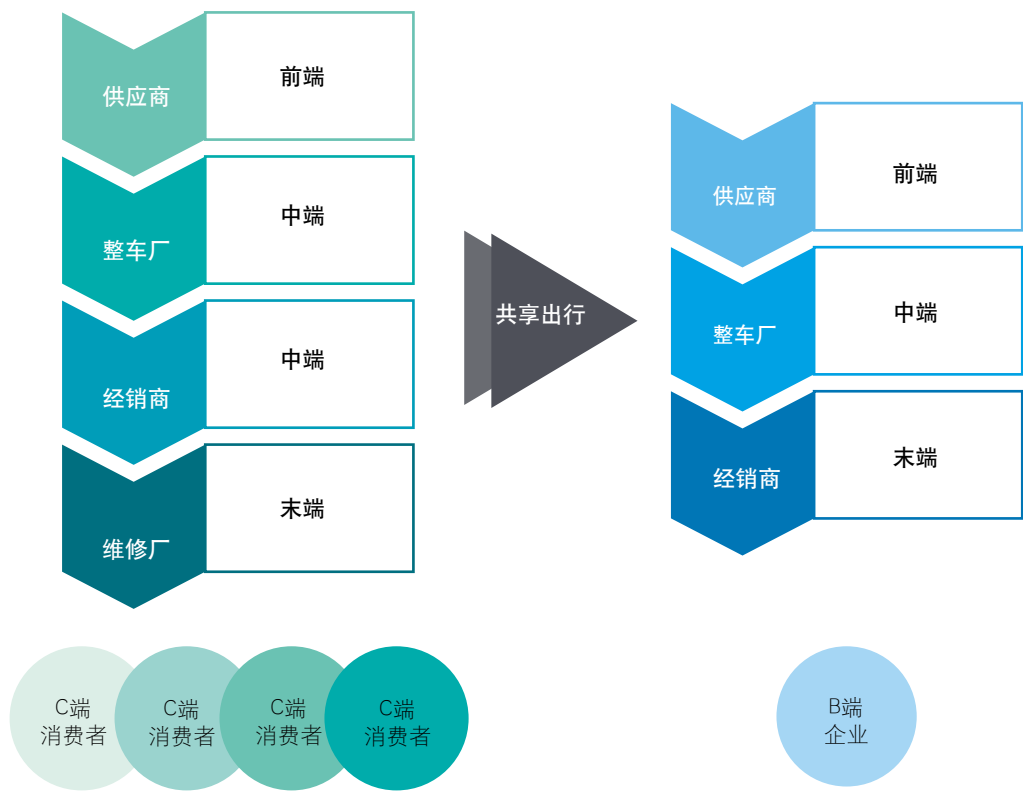 供应商
前端
整车厂
中端
经销商
中端
维修厂
末端
共享出行
供应商
前端
整车厂
中端
经销商
末端
C端
消费者
C端
消费者
C端
消费者
C端
消费者
B端
企业